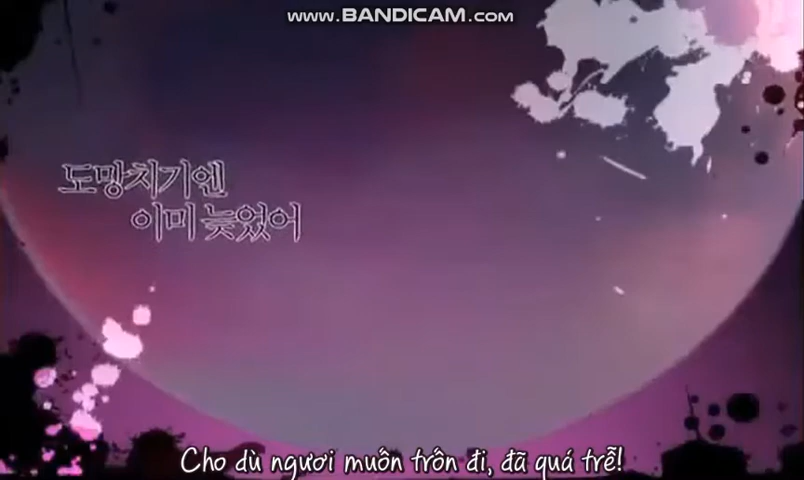 www.BANDICAM.com
도망치기엔
이미 늦었어
Cho dù ngươi muốn trốn đi, đã quá trễ!